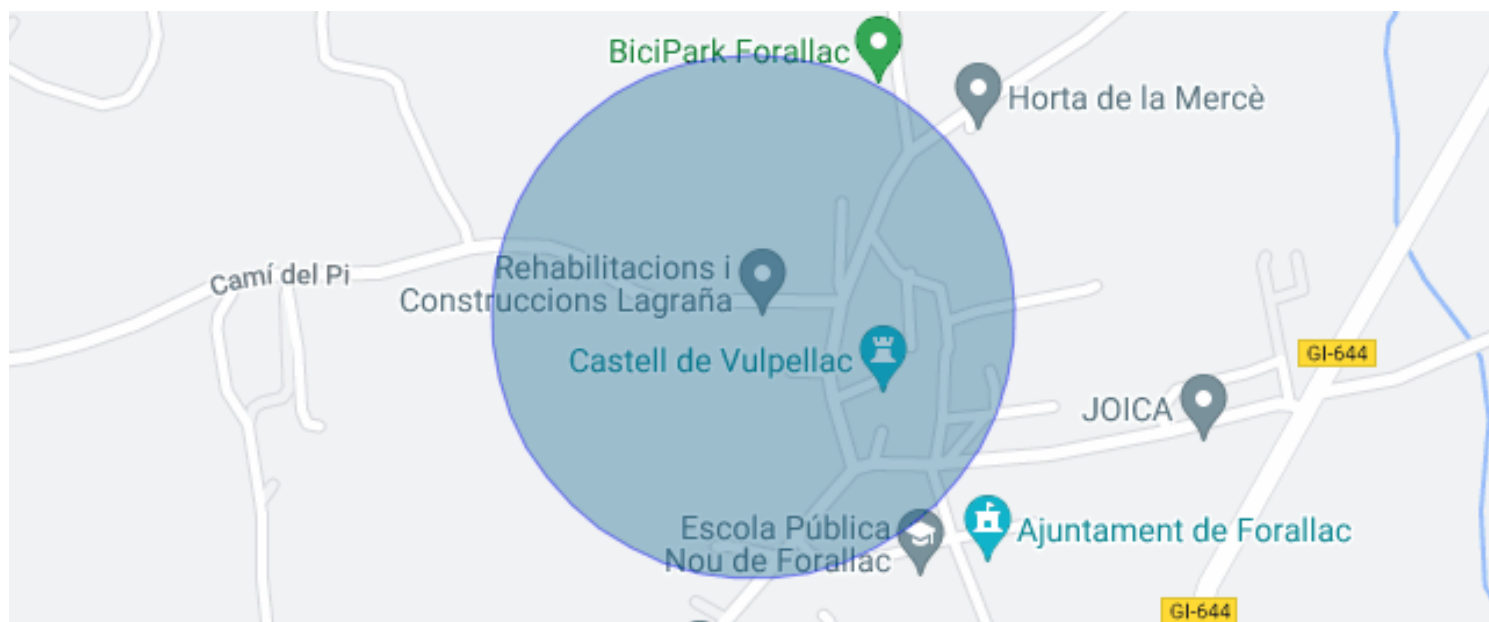 BiciPark Forallac
Horta de la Mercè
Rehabilitacions i
Construccions Lagraña
Camí del Pi
Castell de Vulpellac
GI-644
JOICA
Escola Pública
Nou de Forallac
Ajuntament de Forallac
GI-644